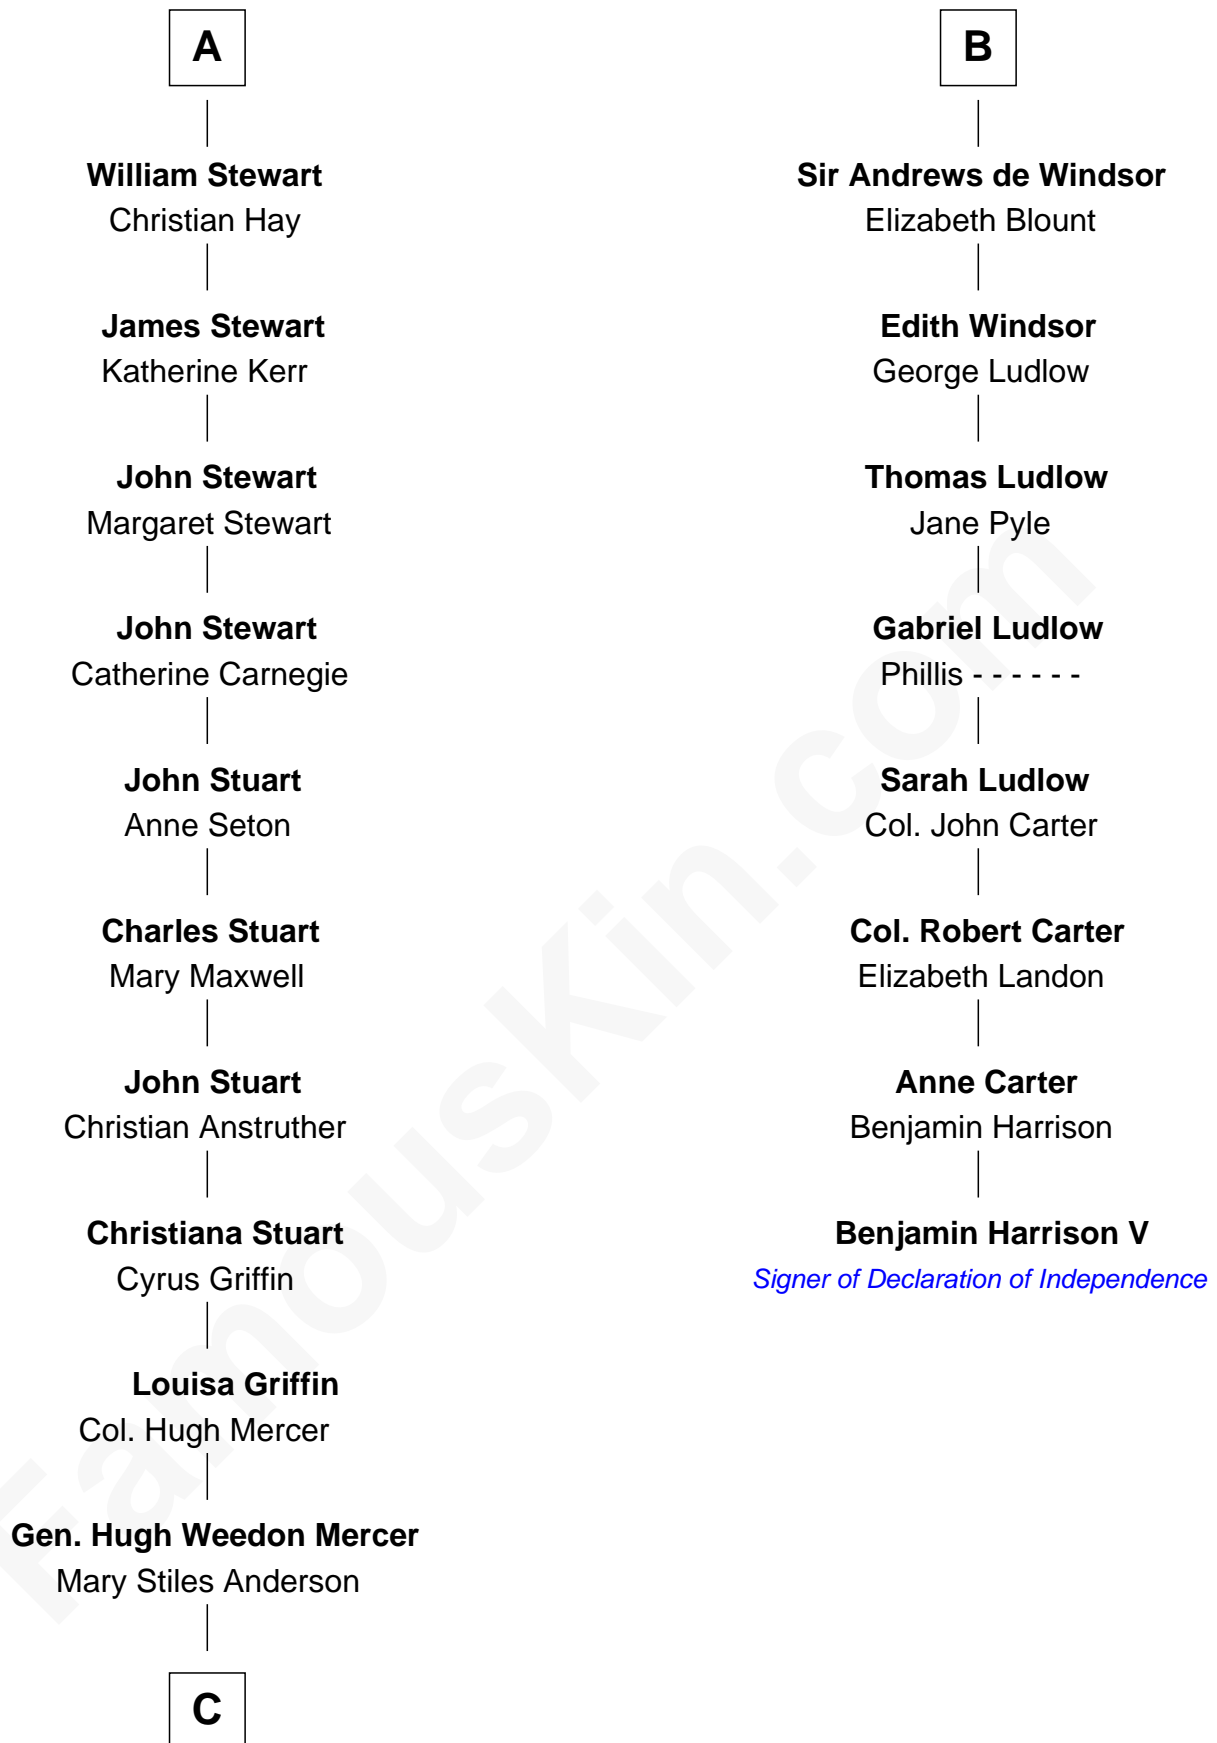 A
William Stewart
Christian Hay
James Stewart
Katherine Kerr
John Stewart
Margaret Stewart
John Stewart
Catherine Carnegie
John Stuart
Anne Seton
Charles Stuart
Mary Maxwell
John Stuart
Christian Anstruther
Christiana Stuart
Cyrus Griffin
Louisa Griffin
Col. Hugh Mercer
Gen. Hugh Weedon Mercer
Mary Stiles Anderson
C
B
Sir Andrews de Windsor
Elizabeth Blount
Edith Windsor
George Ludlow
Thomas Ludlow
Jane Pyle
Gabriel Ludlow
Phillis - - - - - -
Sarah Ludlow
Col. John Carter
Col. Robert Carter
Elizabeth Landon
Anne Carter
Benjamin Harrison
Benjamin Harrison V
Signer of Declaration of Independence
FamousKin.com